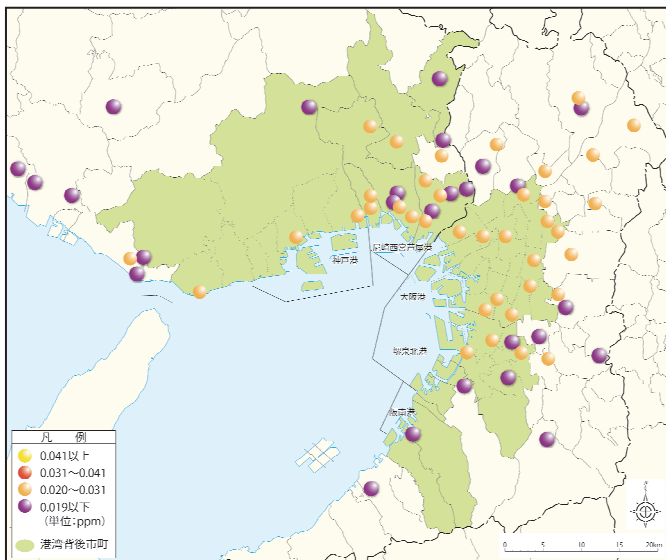 尼崎西宮芦屋港
神戸港
大阪港
堺泉北港
阪南港
凡 例
0.041以上
0.031～0.041
0.020～0.031
0.019以下
(単位;ppm)
港湾背後市町
0 5 10 15 20km